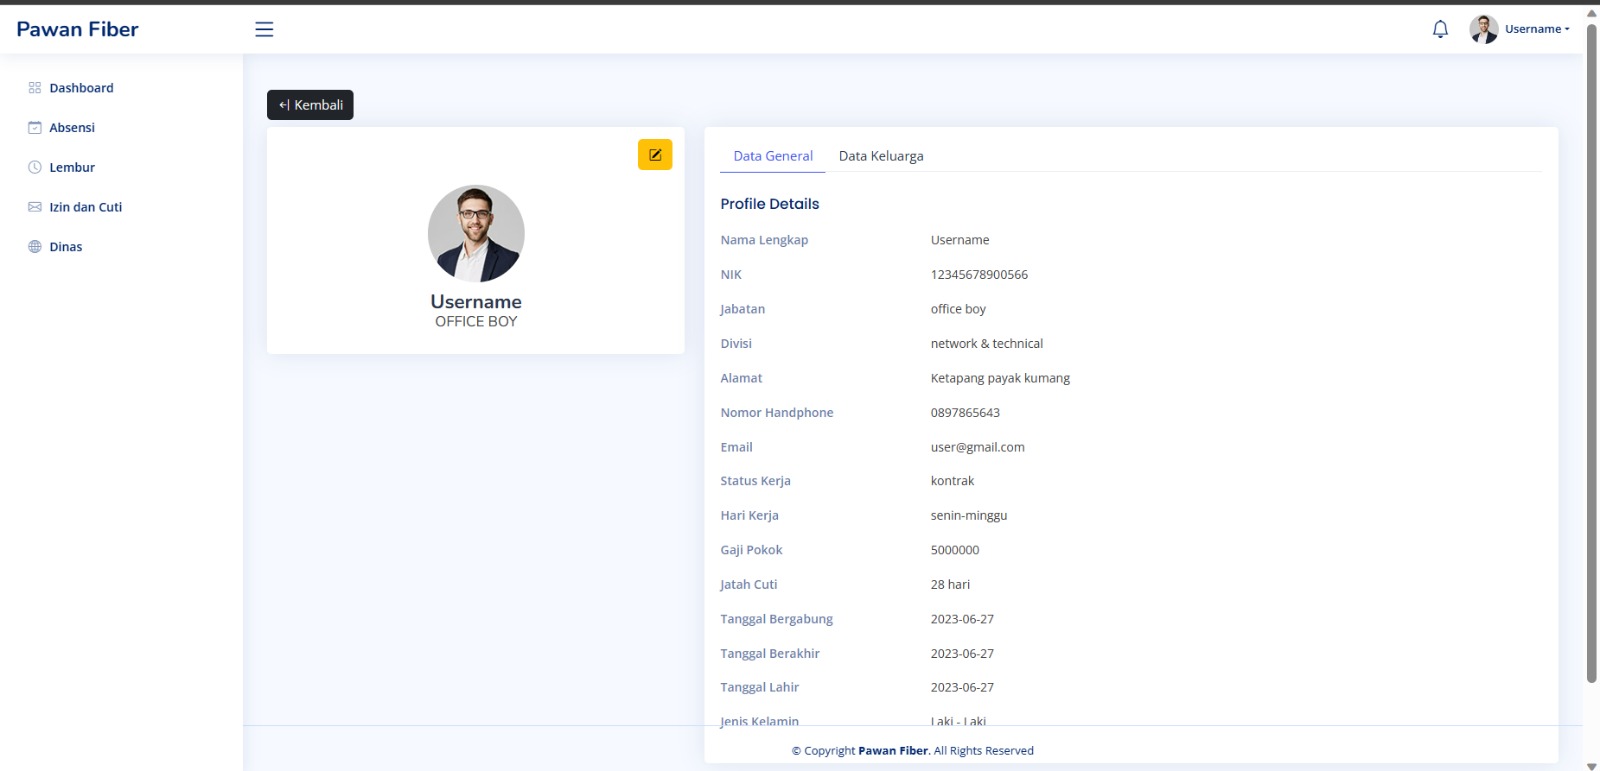 Pawan Fiber
Username
Dashboard
Absensi
Lembur
Izin dan Cuti
Dinas
Kembali
Username
OFFICE BOY
Data General Data Keluarga
Profile Details
Nama Lengkap Username
NIK 12345678900566
Jabatan office boy
Divisi network & technical
Alamat Ketapang payak kumang
Nomor Handphone 0897865643
Email user@gmail.com
Status Kerja kontrak
Hari Kerja senin-minggu
Gaji Pokok 5000000
Jatah Cuti 28 hari
Tanggal Bergabung 2023-06-27
Tanggal Berakhir 2023-06-27
Tanggal Lahir 2023-06-27
Jenis Kelamin Laki - Laki
© Copyright Pawan Fiber. All Rights Reserved